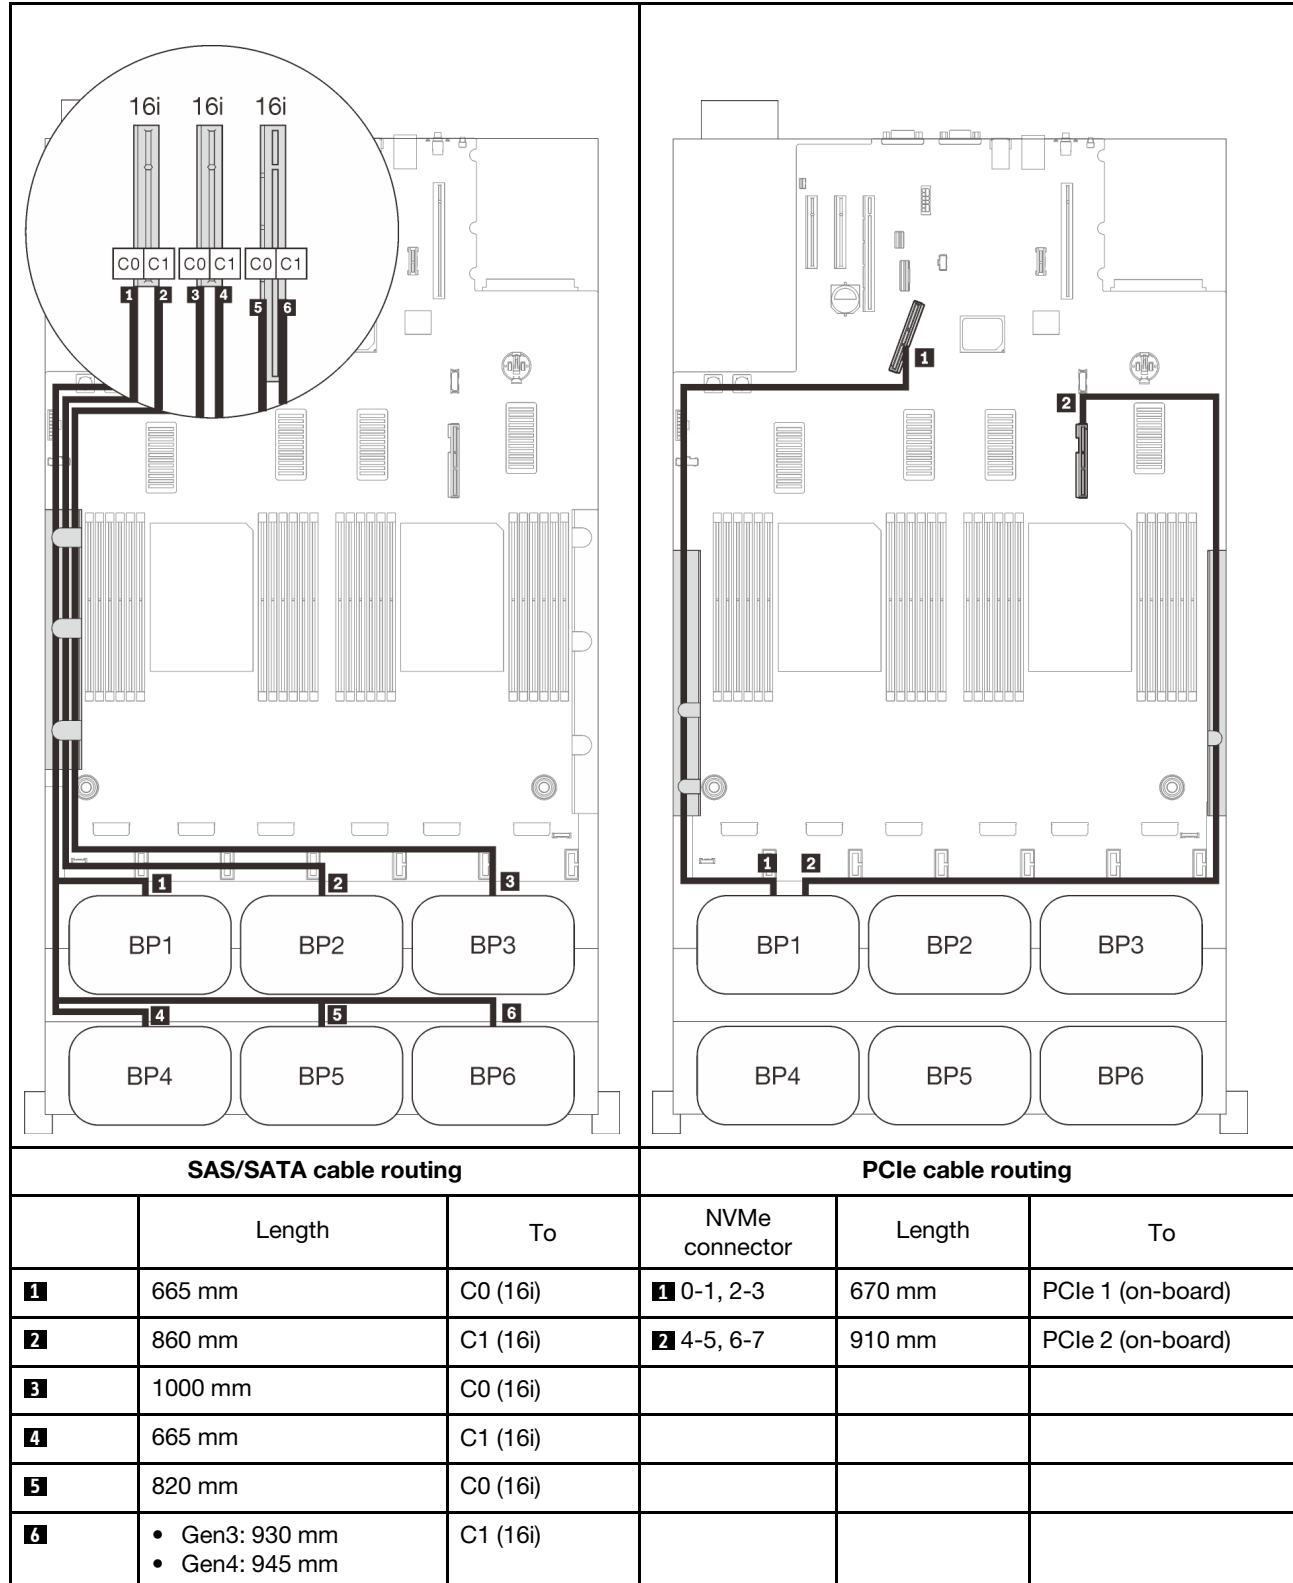 16i 16i 16i
C0 C1 C0 C1 C0 C1
1 2 3 4 5 6
1 2 3
BP1 BP2 BP3
4 5 6
BP4 BP5 BP6
1
2
1 2
BP1 BP2 BP3
BP4 BP5 BP6
SAS/SATA cable routing PCIe cable routing
Length To NVMe connector Length To
1 665 mm C0 (16i) 1 0-1, 2-3 670 mm PCIe 1 (on-board)
2 860 mm C1 (16i) 2 4-5, 6-7 910 mm PCIe 2 (on-board)
3 1000 mm C0 (16i)
4 665 mm C1 (16i)
5 820 mm C0 (16i)
6 • Gen3: 930 mm C1 (16i)
• Gen4: 945 mm